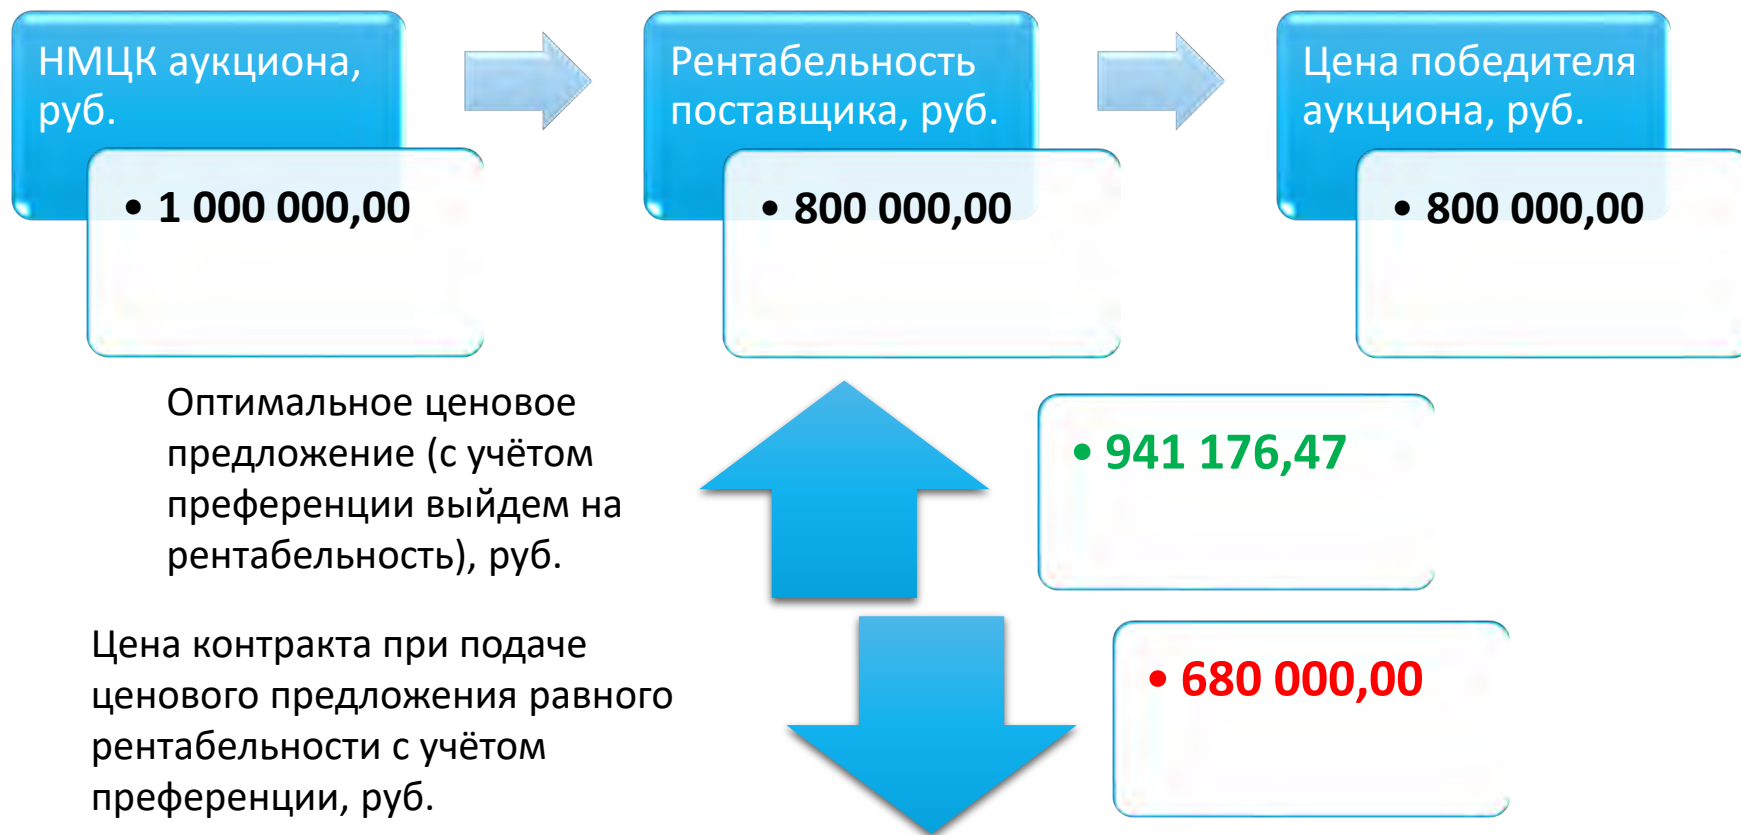 НМЦК аукциона,
руб.
• 1 000 000,00
Рентабельность
поставщика, руб.
• 800 000,00
Цена победителя
аукциона, руб.
• 800 000,00
Оптимальное ценовое
предложение (с учётом
преференции выйдем на
рентабельность), руб.
• 941 176,47
Цена контракта при подаче
ценового предложения равного
рентабельности с учётом
преференции, руб.
• 680 000,00